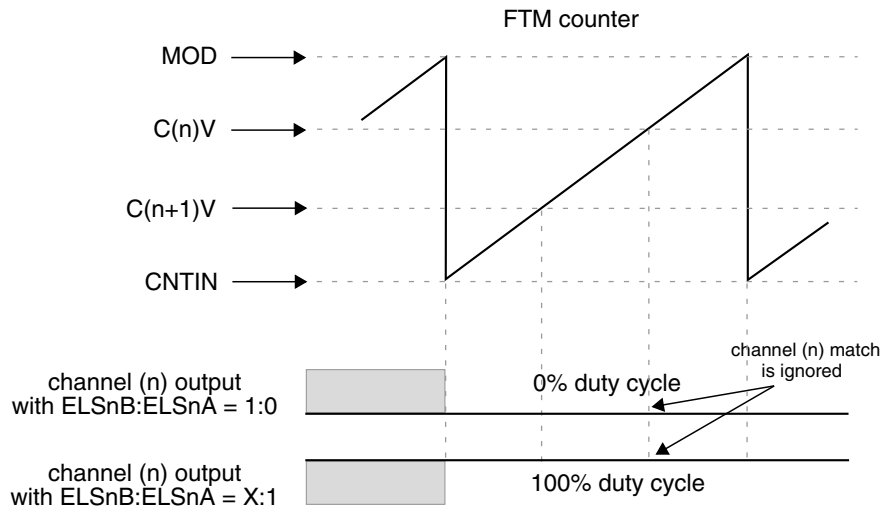 FTM counter
MOD
C(n)V
C(n+1)V
CNTIN
channel (n) match
is ignored
channel (n) output
with ELSnB:ELSnA = 1:0
0% duty cycle
channel (n) output
with ELSnB:ELSnA = X:1
100% duty cycle